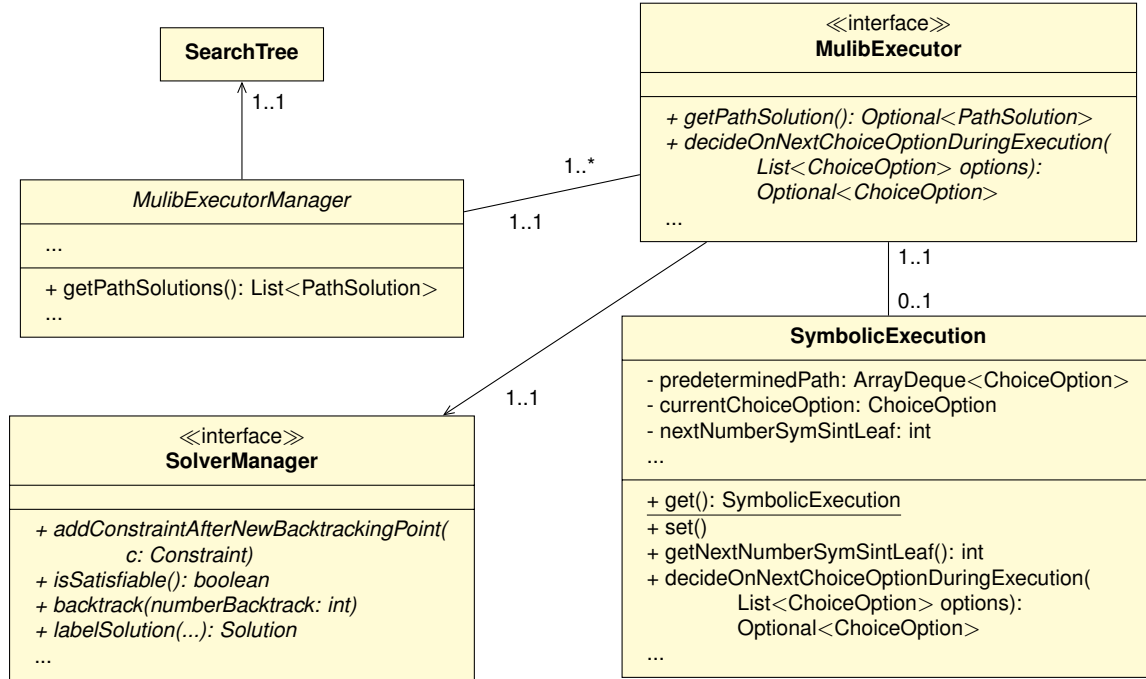 SearchTree
1..1
MulibExecutorManager
...
+ getPathSolutions(): List<PathSolution>
...
1..*
1..1
≪interface≫
MulibExecutor
+ getPathSolution(): Optional<PathSolution>
+ decideOnNextChoiceOptionDuringExecution(
List<ChoiceOption> options):
Optional<ChoiceOption>
...
1..1
0..1
1..1
≪interface≫
SolverManager
+ addConstraintAfterNewBacktrackingPoint(
c: Constraint)
+ isSatisfiable(): boolean
+ backtrack(numberBacktrack: int)
+ labelSolution(...): Solution
...
SymbolicExecution
- predeterminedPath: ArrayDeque<ChoiceOption>
- currentChoiceOption: ChoiceOption
- nextNumberSymSintLeaf: int
...
+ get(): SymbolicExecution
+ set()
+ getNextNumberSymSintLeaf(): int
+ decideOnNextChoiceOptionDuringExecution(
List<ChoiceOption> options):
Optional<ChoiceOption>
...